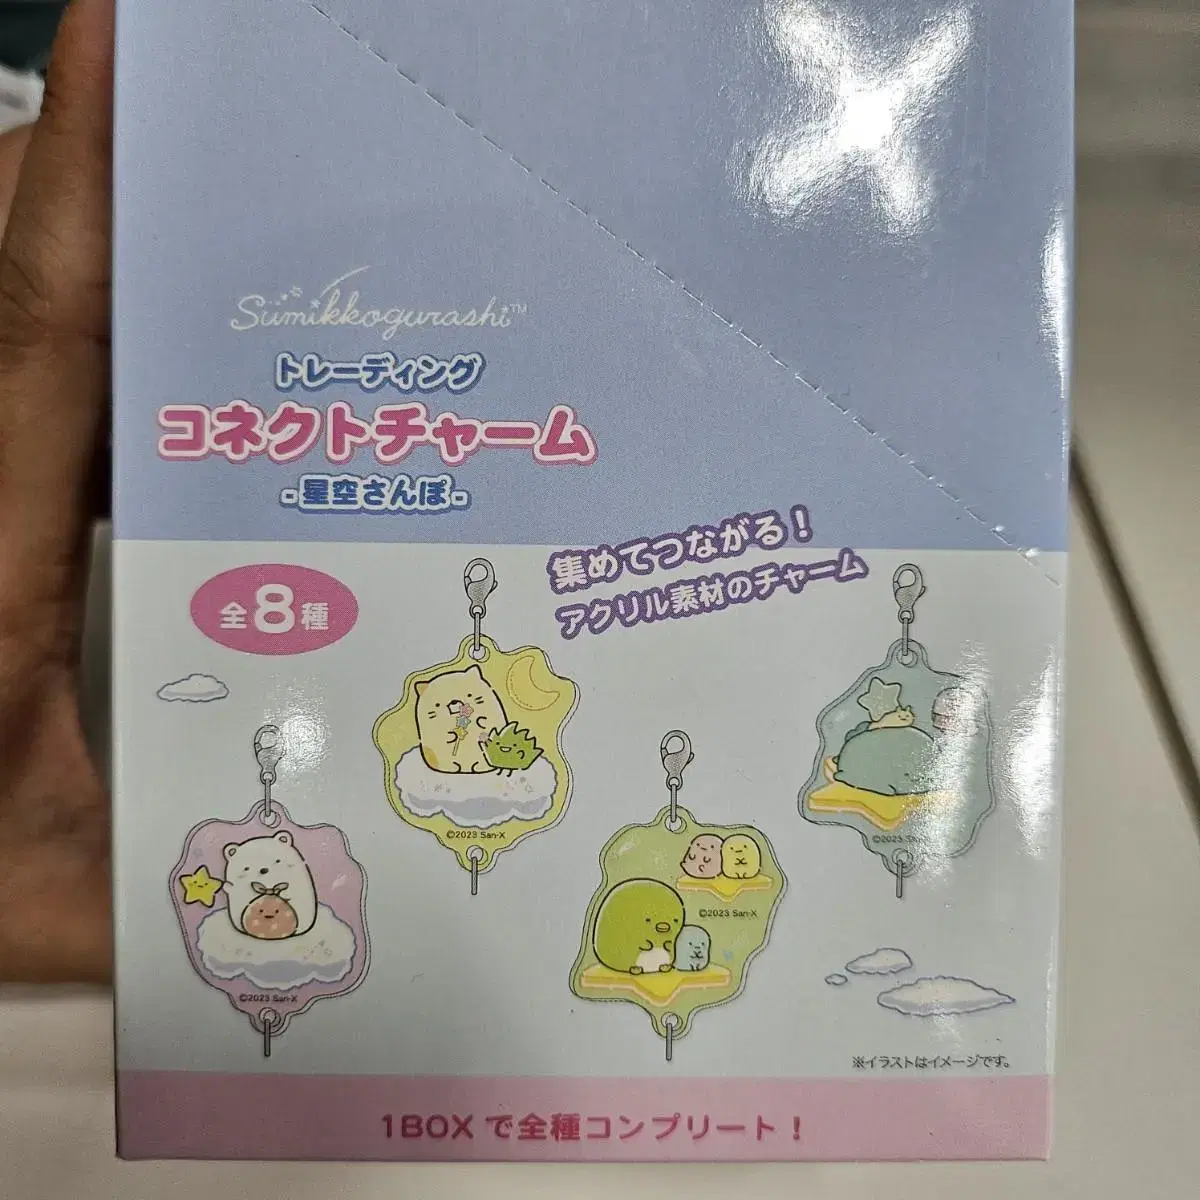 Sumikkogurashi™
トレーディング
コネクトチャーム
-星空さんぽ-
集めてつながる！
アクリル素材のチャーム
全8種
©2023 San-X
©2023 San-X
©2023 San-X
©2023 San-X
※イラストはイメージです。
1BOXで全種コンプリート！